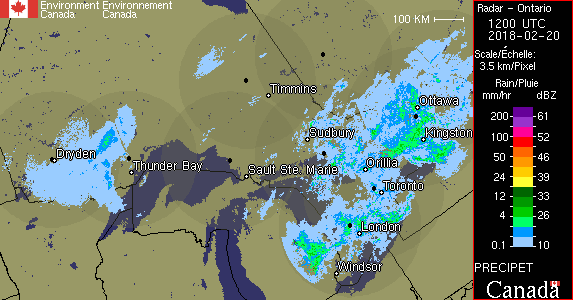 Environment Environnement
Canada Canada
100 KM
Timmins
Ottawa
Sudbury
Kingston
Dryden
Thunder Bay
Sault Ste. Marie
Orillia
Toronto
London
Windsor
Radar - Ontario
1200 UTC
2018-02-20
Scale/Échelle:
3.5 km/Pixel
Rain/Pluie
mm/hr dBZ
200 61
100 52
50 46
24 39
12 33
4 26
1 18
0.1 10
PRECIPET
Canada